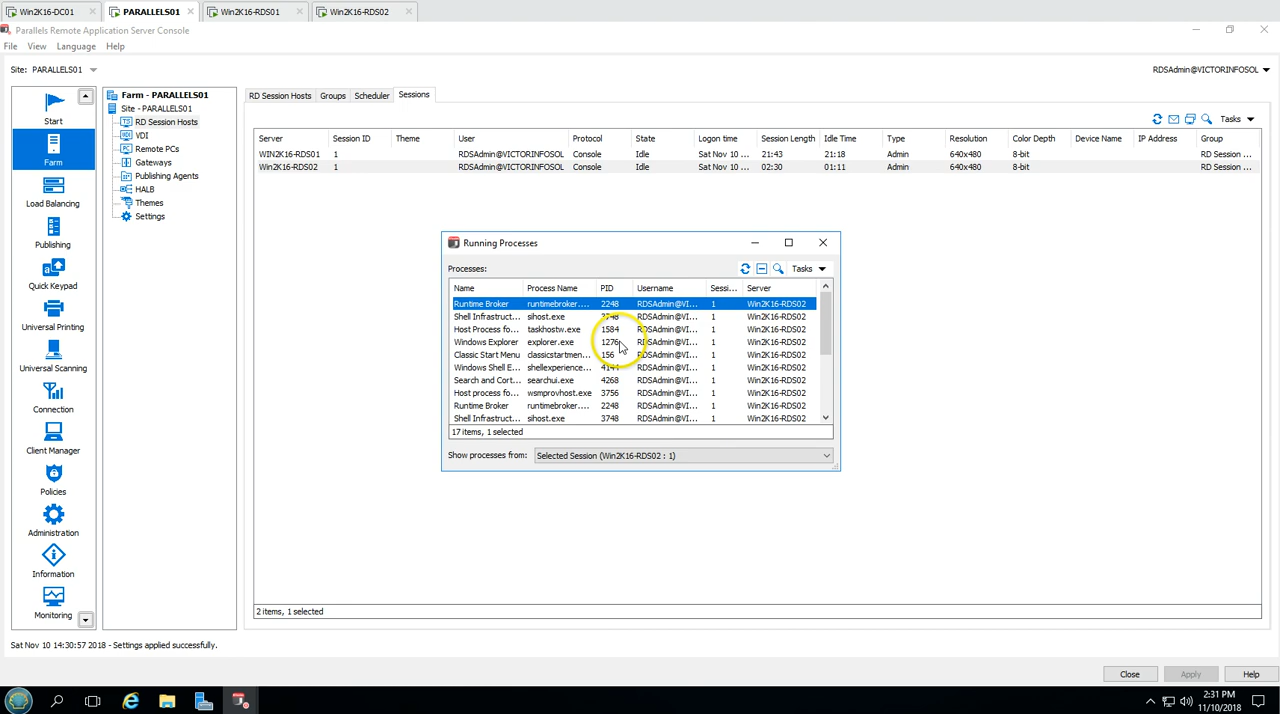 Win2K16-DC01 PARALLELS01 Win2K16-RDS01 Win2K16-RDS02
Parallels Remote Application Server Console
File View Language Help
Site: PARALLELS01 RDSAdmin@VICTORINFOSOL
Start
Farm
Load Balancing
Publishing
Quick Keypad
Universal Printing
Universal Scanning
Connection
Client Manager
Policies
Administration
Information
Monitoring
Farm - PARALLELS01
Site - PARALLELS01
RD Session Hosts
VDI
Remote PCs
Gateways
Publishing Agents
HALB
Themes
Settings
RD Session Hosts Groups Scheduler Sessions
Tasks
Server Session ID Theme User Protocol State Logon time Session Length Idle Time Type Resolution Color Depth Device Name IP Address Group
WIN2K16-RDS01 1 RDSAdmin@VICTORINFOSOL Console Idle Sat Nov 10 ... 21:43 21:18 Admin 640x480 8-bit RD Session ...
Win2K16-RDS02 1 RDSAdmin@VICTORINFOSOL Console Idle Sat Nov 10 ... 02:30 01:11 Admin 640x480 8-bit RD Session ...
Running Processes
Processes: Tasks
Name Process Name PID Username Sessi... Server
Runtime Broker runtimebroker.... 2248 RDSAdmin@VI... 1 Win2K16-RDS02
Shell Infrastruct... sihost.exe 3748 RDSAdmin@VI... 1 Win2K16-RDS02
Host Process fo... taskhostw.exe 1584 RDSAdmin@VI... 1 Win2K16-RDS02
Windows Explorer explorer.exe 1276 RDSAdmin@VI... 1 Win2K16-RDS02
Classic Start Menu classicstartmen... RDSAdmin@VI... 1 Win2K16-RDS02
Windows Shell E... shellexperience... 4144 RDSAdmin@VI... 1 Win2K16-RDS02
Search and Cort... searchui.exe 4268 RDSAdmin@VI... 1 Win2K16-RDS02
Host process fo... wsmprovhost.exe 3756 RDSAdmin@VI... 1 Win2K16-RDS02
Runtime Broker runtimebroker.... 2248 RDSAdmin@VI... 1 Win2K16-RDS02
Shell Infrastruct... sihost.exe 3748 RDSAdmin@VI... 1 Win2K16-RDS02
17 items, 1 selected
Show processes from: Selected Session (Win2K16-RDS02 : 1)
2 items, 1 selected
Sat Nov 10 14:30:57 2018 - Settings applied successfully.
Close Apply Help
2:31 PM
11/10/2018